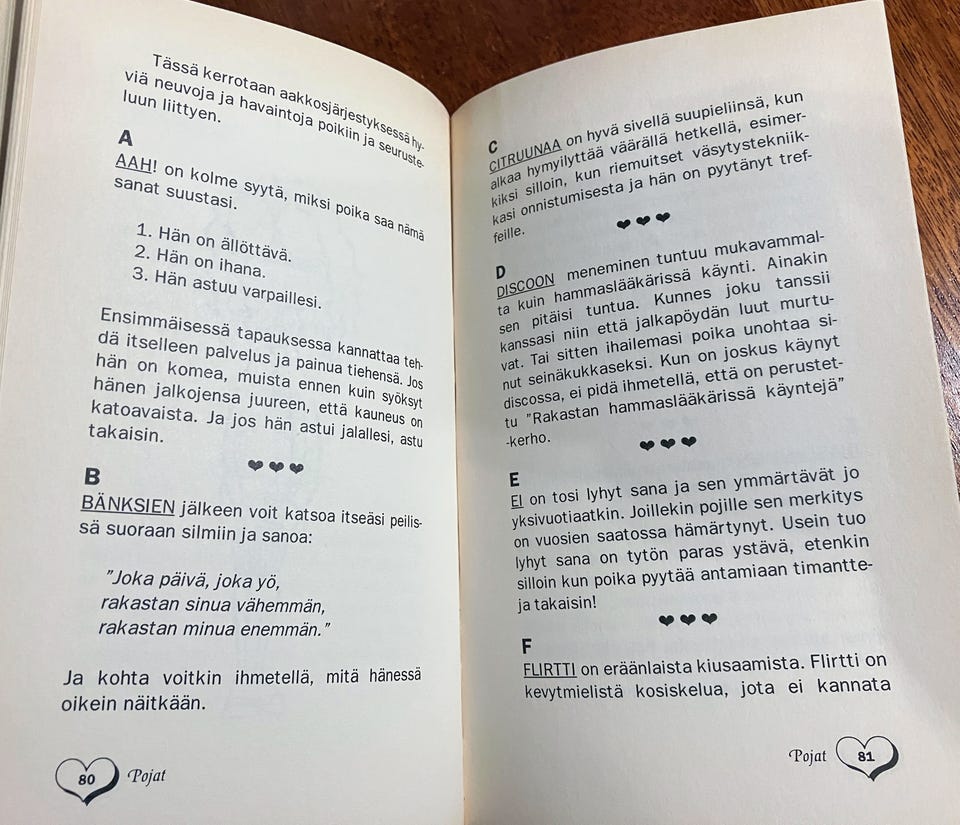 Tässä kerrotaan aakkosjärjestyksessä hy-
viä neuvoja ja havaintoja poikiin ja seuruste-
luun liittyen.
A
AAH! on kolme syytä, miksi poika saa nämä
sanat suustasi.
1. Hän on ällöttävä.
2. Hän on ihana.
3. Hän astuu varpaillesi.
Ensimmäisessä tapauksessa kannattaa teh-
dä itselleen palvelus ja painua tiehensä. Jos
hän on komea, muista ennen kuin syöksyt
hänen jalkojensa juureen, että kauneus on
katoavaista. Ja jos hän astui jalallesi, astu
takaisin.
❤❤❤
B
BÄNKSIEN jälkeen voit katsoa itseäsi peilis-
sä suoraan silmiin ja sanoa:
"Joka päivä, joka yö,
rakastan sinua vähemmän,
rakastan minua enemmän."
Ja kohta voitkin ihmetellä, mitä hänessä
oikein näitkään.
80 Pojat
C
CITRUUNAA on hyvä sivellä suupieliinsä, kun
alkaa hymyilyttää väärällä hetkellä, esimer-
kiksi silloin, kun riemuitset väsytystekniik-
kasi onnistumisesta ja hän on pyytänyt tref-
feille.
❤❤❤
D
DISCOON meneminen tuntuu mukavammal-
ta kuin hammaslääkärissä käynti. Ainakin
sen pitäisi tuntua. Kunnes joku tanssii
kanssasi niin että jalkapöydän luut murtu-
vat. Tai sitten ihailemasi poika unohtaa si-
nut seinäkukkaseksi. Kun on joskus käynyt
discossa, ei pidä ihmetellä, että on perustet-
tu "Rakastan hammaslääkärissä käyntejä"
-kerho.
❤❤❤
E
EI on tosi lyhyt sana ja sen ymmärtävät jo
yksivuotiaatkin. Joillekin pojille sen merkitys
on vuosien saatossa hämärtynyt. Usein tuo
lyhyt sana on tytön paras ystävä, etenkin
silloin kun poika pyytää antamiaan timantte-
ja takaisin!
❤❤❤
F
FLIRTTI on eräänlaista kiusaamista. Flirtti on
kevytmielistä kosiskelua, jota ei kannata
Pojat 81